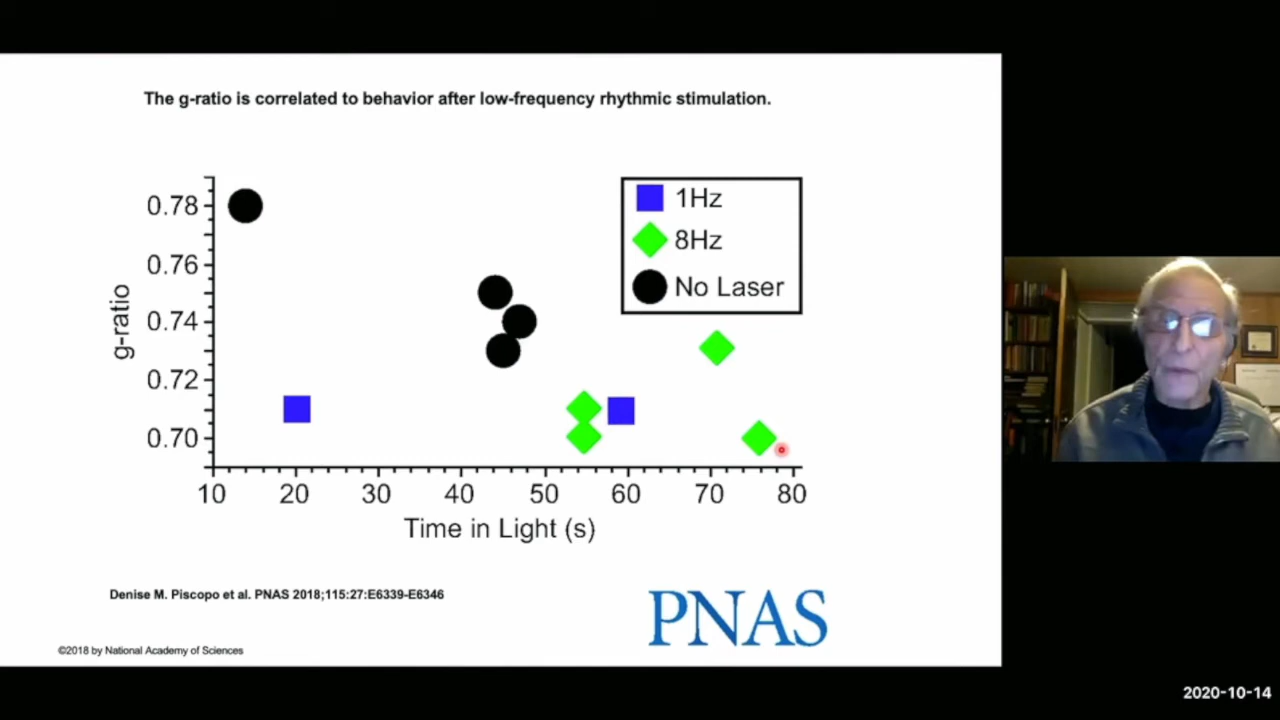 The g-ratio is correlated to behavior after low-frequency rhythmic stimulation.
1Hz
8Hz
No Laser
0.78
0.76
0.74
0.72
0.70
g-ratio
10 20 30 40 50 60 70 80
Time in Light (s)
Denise M. Piscopo et al. PNAS 2018;115:27:E6339-E6346
PNAS
©2018 by National Academy of Sciences
2020-10-14